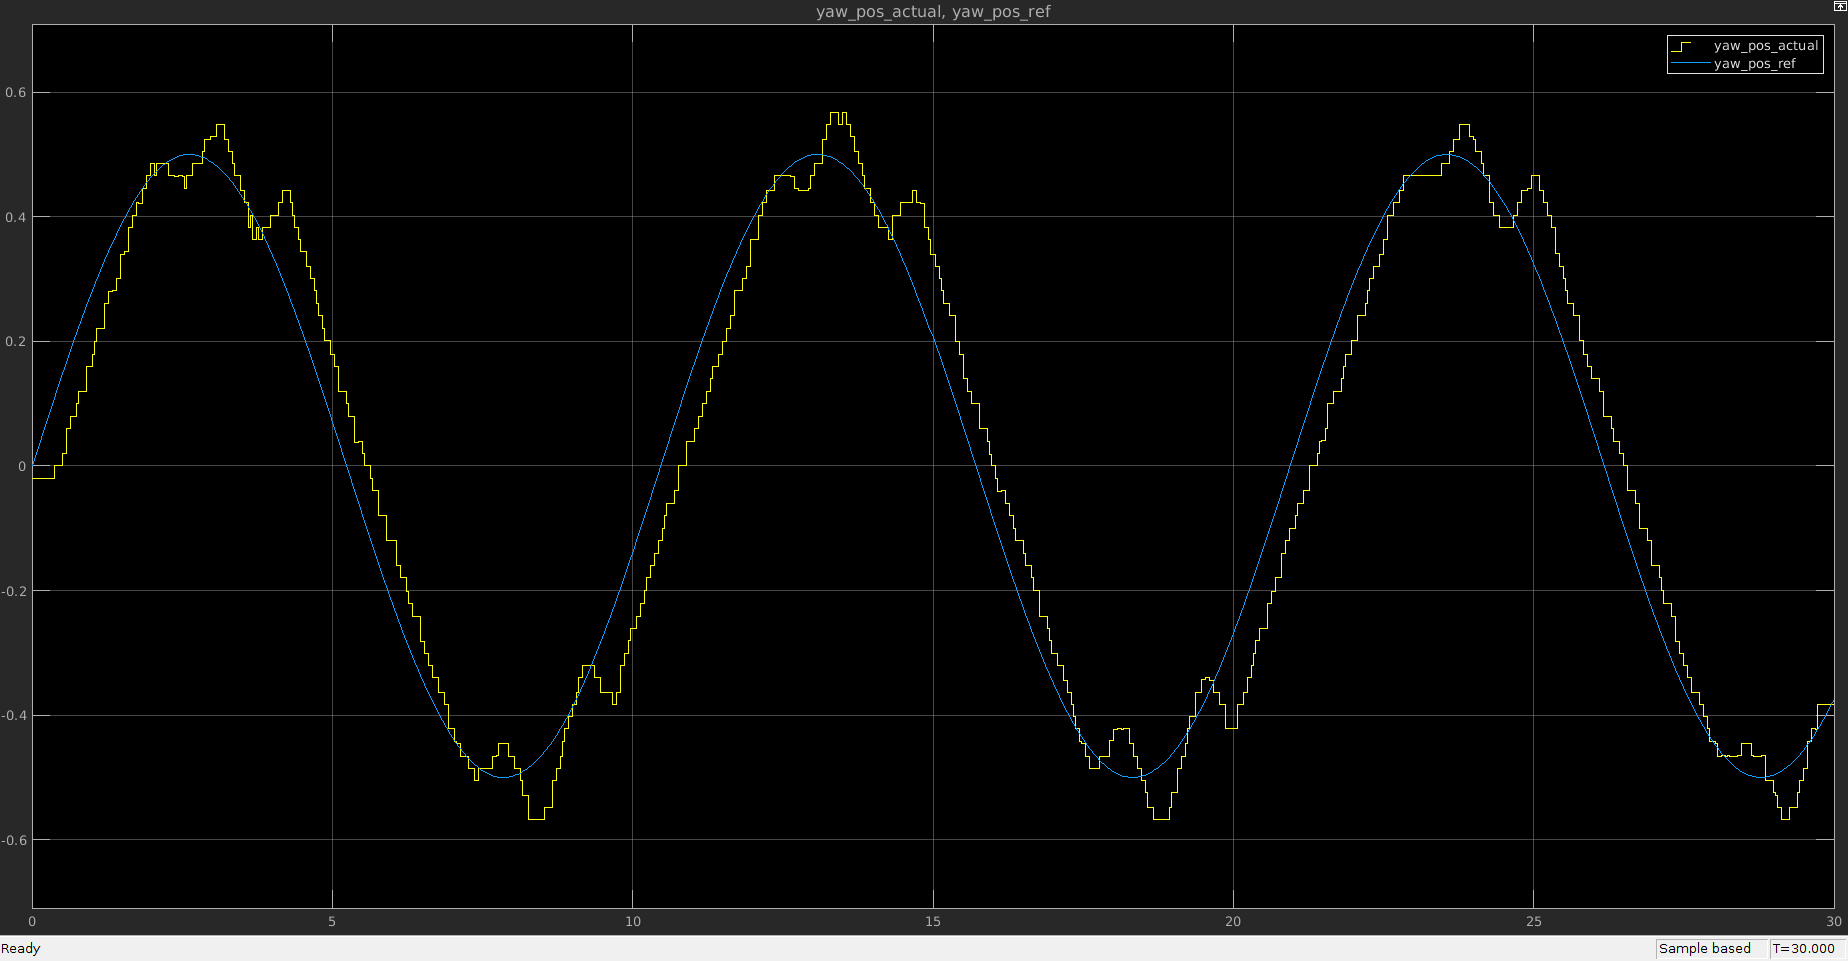 yaw_pos_actual, yaw_pos_ref
yaw_pos_actual
yaw_pos_ref
0.6
0.4
0.2
0
-0.2
-0.4
-0.6
0 5 10 15 20 25 30
Ready Sample based T=30.000